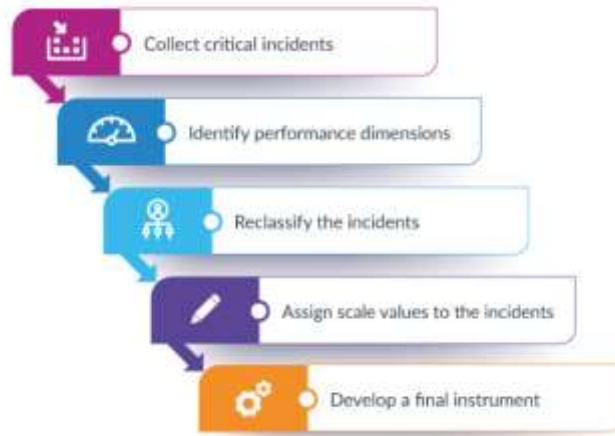 Collect critical incidents
Identify performance dimensions
Reclassify the incidents
Assign scale values to the incidents
Develop a final instrument